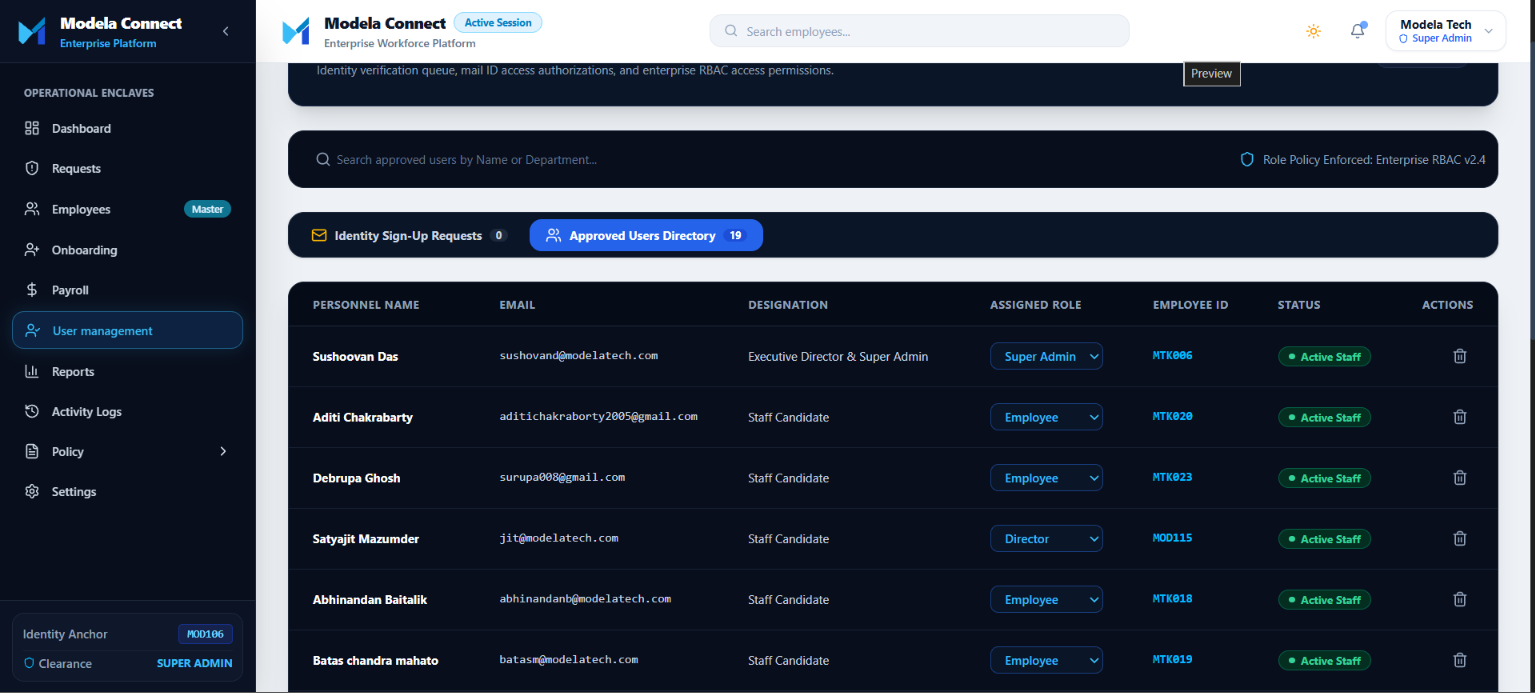 Modela Connect
Enterprise Platform
OPERATIONAL ENCLAVES
Dashboard
Requests
Employees Master
Onboarding
Payroll
User management
Reports
Activity Logs
Policy
Settings
Identity Anchor MOD106
Clearance SUPER ADMIN
Modela Connect Active Session
Enterprise Workforce Platform
Search employees...
Modela Tech
Super Admin
Identity verification queue, mail ID access authorizations, and enterprise RBAC access permissions.
Preview
Search approved users by Name or Department...
Role Policy Enforced: Enterprise RBAC v2.4
Identity Sign-Up Requests 0
Approved Users Directory 19
PERSONNEL NAME EMAIL DESIGNATION ASSIGNED ROLE EMPLOYEE ID STATUS ACTIONS
Sushoovan Das sushovand@modelatech.com Executive Director & Super Admin Super Admin MTK006 Active Staff
Aditi Chakrabarty aditichakraborty2005@gmail.com Staff Candidate Employee MTK020 Active Staff
Debrupa Ghosh surupa008@gmail.com Staff Candidate Employee MTK023 Active Staff
Satyajit Mazumder jit@modelatech.com Staff Candidate Director MOD115 Active Staff
Abhinandan Baitalik abhinandanb@modelatech.com Staff Candidate Employee MTK018 Active Staff
Batas chandra mahato batasm@modelatech.com Staff Candidate Employee MTK019 Active Staff